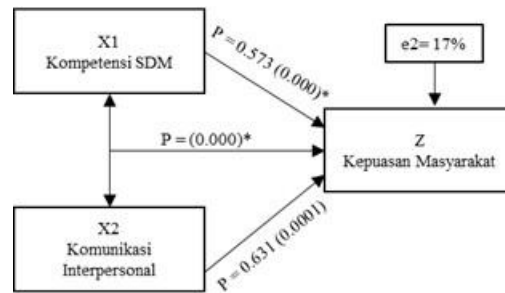 X1
Kompetensi SDM
P = 0.573 (0.000)*
e2= 17%
P = (0.000)*
Z
Kepuasan Masyarakat
X2
Komunikasi
Interpersonal
P = 0.631 (0.0001)